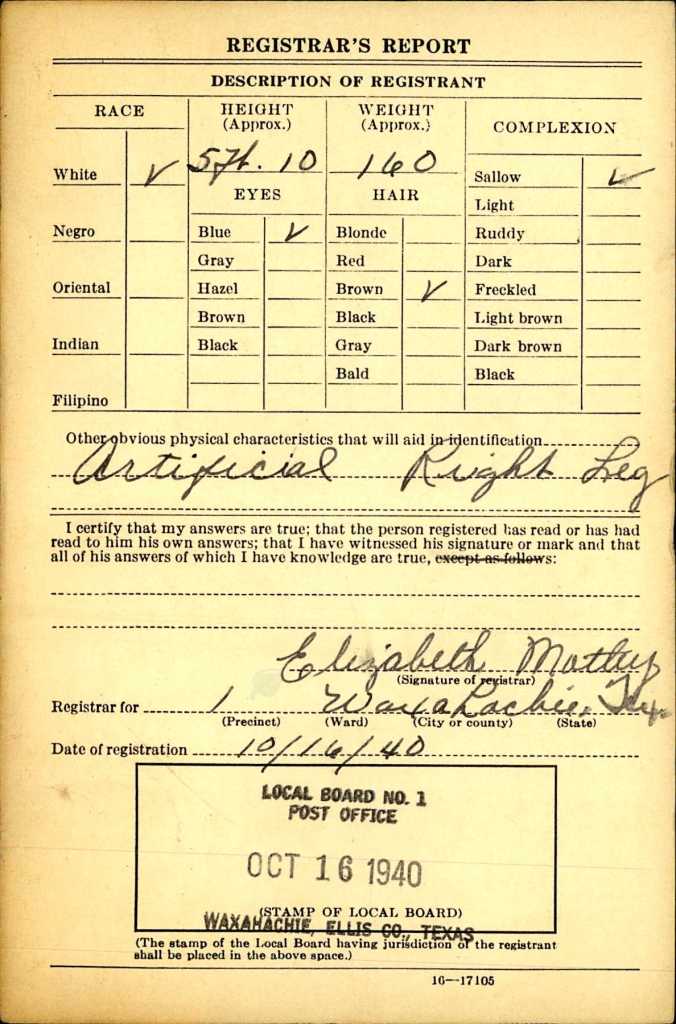 REGISTRAR'S REPORT
DESCRIPTION OF REGISTRANT
RACE
HEIGHT
(Approx.)
WEIGHT
(Approx.)
COMPLEXION
White ✓
5 ft. 10
160
Sallow ✓
EYES
HAIR
Light
Negro
Blue ✓
Blonde
Ruddy
Gray
Red
Dark
Oriental
Hazel
Brown ✓
Freckled
Brown
Black
Light brown
Indian
Black
Gray
Dark brown
Bald
Black
Filipino
Other obvious physical characteristics that will aid in identification
Artificial Right Leg
I certify that my answers are true; that the person registered has read or has had
read to him his own answers; that I have witnessed his signature or mark and that
all of his answers of which I have knowledge are true, except as follows:
Elizabeth Motley
(Signature of registrar)
Registrar for 1 Waxahachie, Tex.
(Precinct) (Ward) (City or county) (State)
Date of registration 10/16/40
LOCAL BOARD NO. 1
POST OFFICE
OCT 16 1940
(STAMP OF LOCAL BOARD)
WAXAHACHIE, ELLIS CO., TEXAS
(The stamp of the Local Board having jurisdiction of the registrant
shall be placed in the above space.)
16—17105